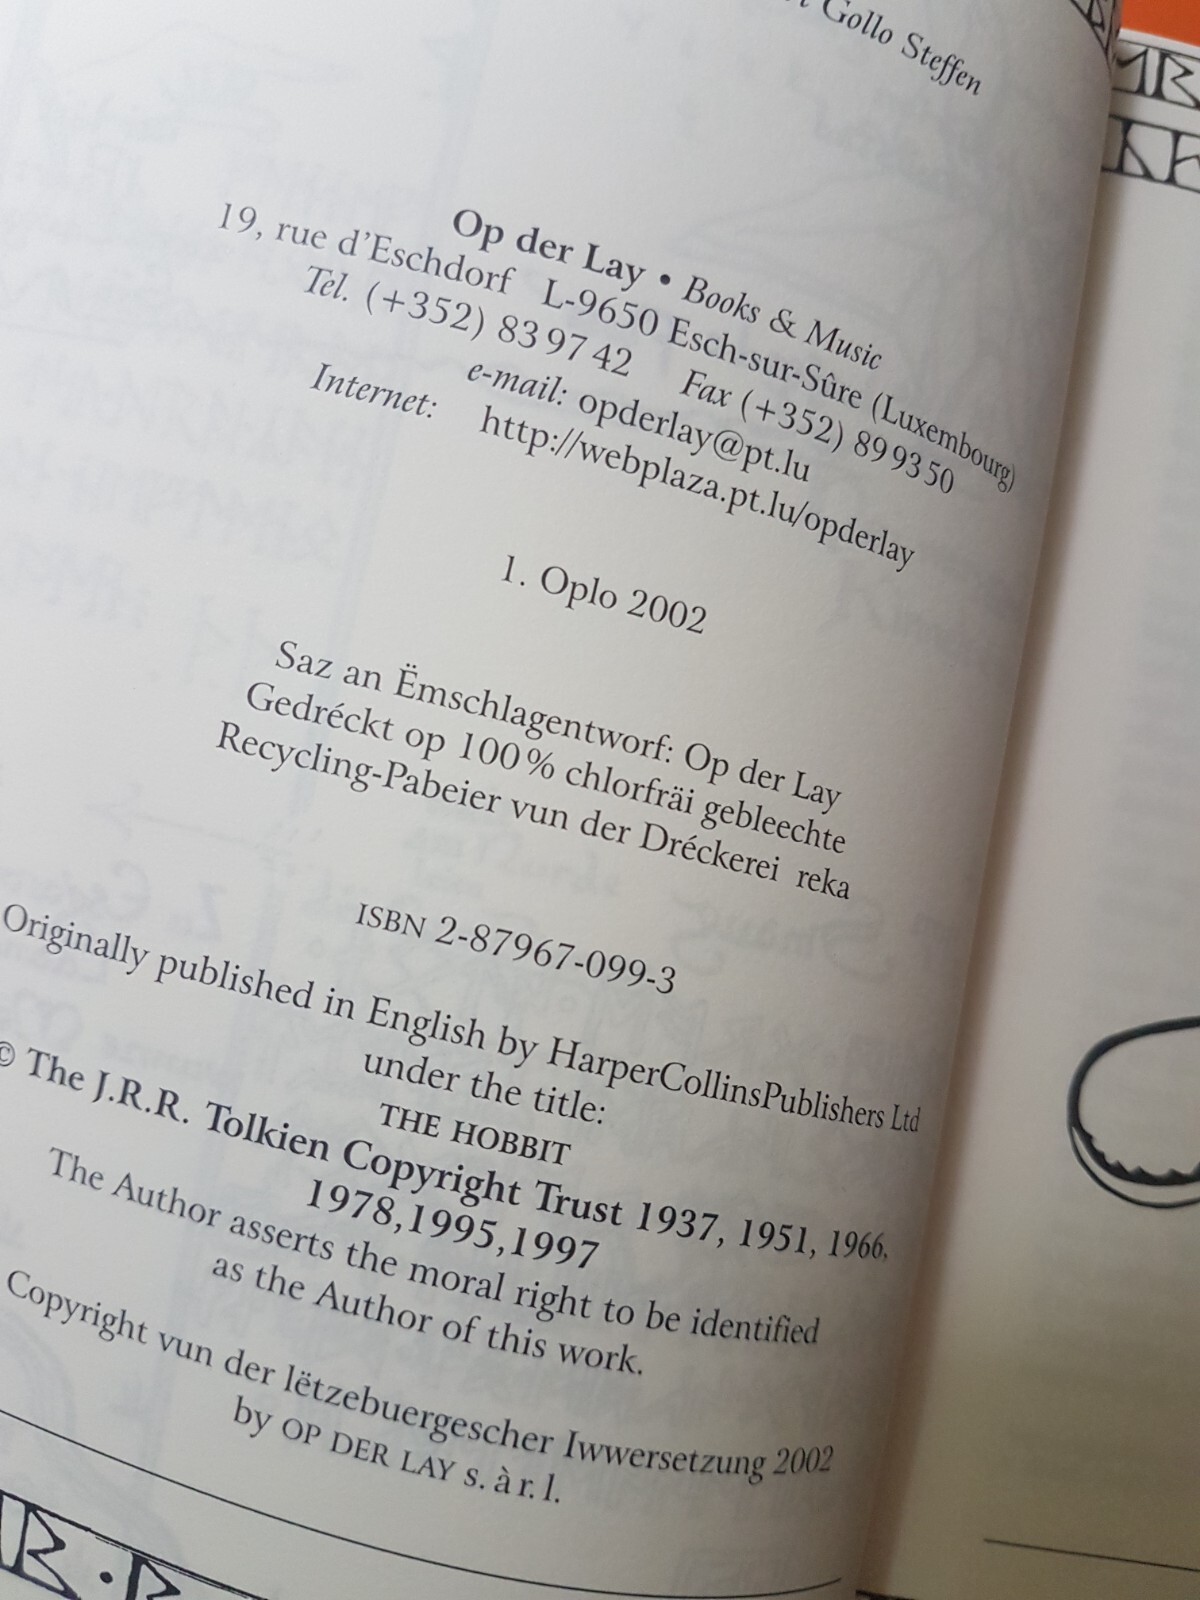 Gollo Steffen
Op der Lay • Books & Music
19, rue d'Eschdorf L-9650 Esch-sur-Sûre (Luxembourg)
Tel. (+352) 83 97 42 Fax (+352) 89 93 50
e-mail: opderlay@pt.lu
Internet: http://webplaza.pt.lu/opderlay
1. Oplo 2002
Saz an Ëmschlagentworf: Op der Lay
Gedréckt op 100% chlorfräi gebleechte
Recycling-Pabeier vun der Dréckerei reka
ISBN 2-87967-099-3
Originally published in English by HarperCollinsPublishers Ltd
under the title:
THE HOBBIT
© The J.R.R. Tolkien Copyright Trust 1937, 1951, 1966,
1978,1995,1997
The Author asserts the moral right to be identified
as the Author of this work.
Copyright vun der lëtzebuergescher Iwwersetzung 2002
by OP DER LAY s. à r. l.